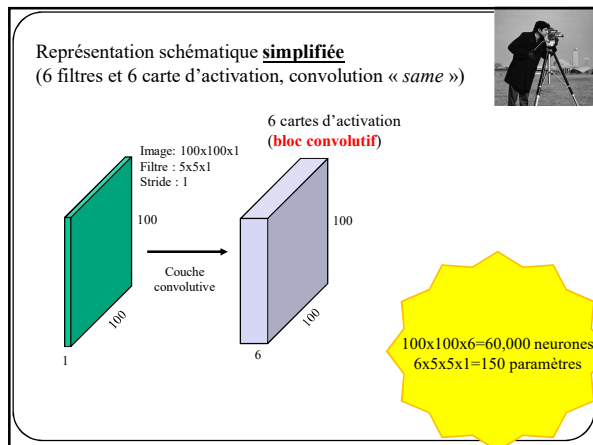 Représentation schématique simplifiée
(6 filtres et 6 carte d'activation, convolution « same »)
6 cartes d'activation
(bloc convolutif)
Image: 100x100x1
Filtre : 5x5x1
Stride : 1
100
100
Couche
convolutive
100
100
1
6
100x100x6=60,000 neurones
6x5x5x1=150 paramètres